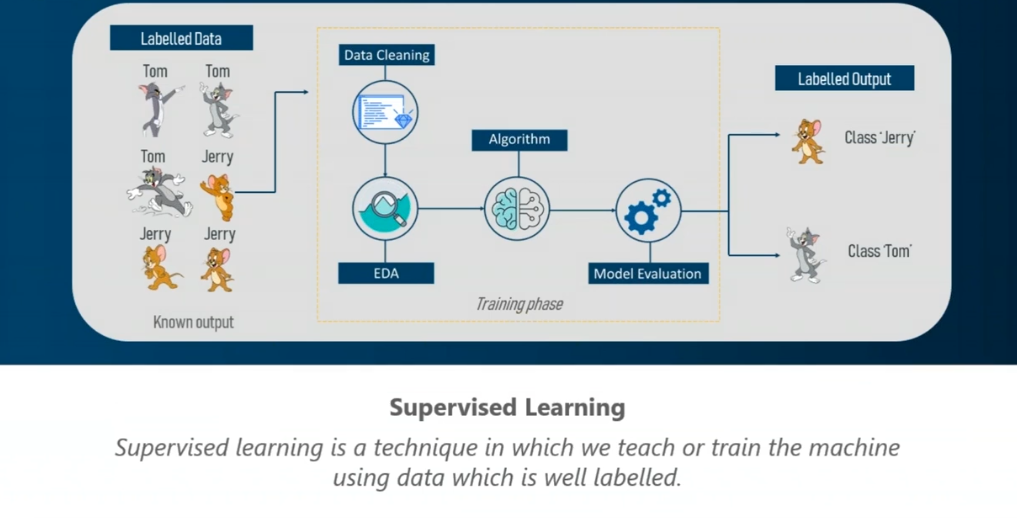 Labelled Data
Tom Tom
Tom Jerry
Jerry Jerry
Known output
Data Cleaning
EDA
Algorithm
Model Evaluation
Training phase
Labelled Output
Class 'Jerry'
Class 'Tom'
Supervised Learning
Supervised learning is a technique in which we teach or train the machine
using data which is well labelled.